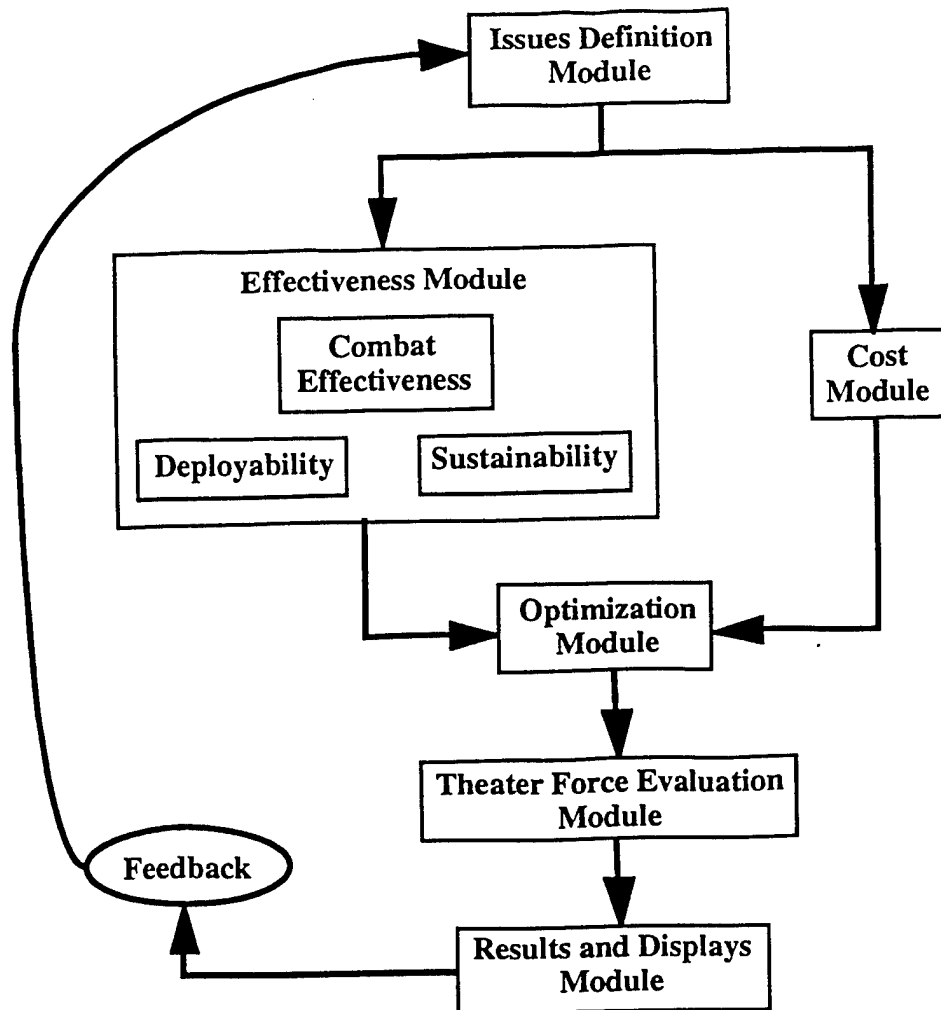 Issues Definition
Module
Effectiveness Module
Combat
Effectiveness
Deployability
Sustainability
Cost
Module
Optimization
Module
Theater Force Evaluation
Module
Feedback
Results and Displays
Module